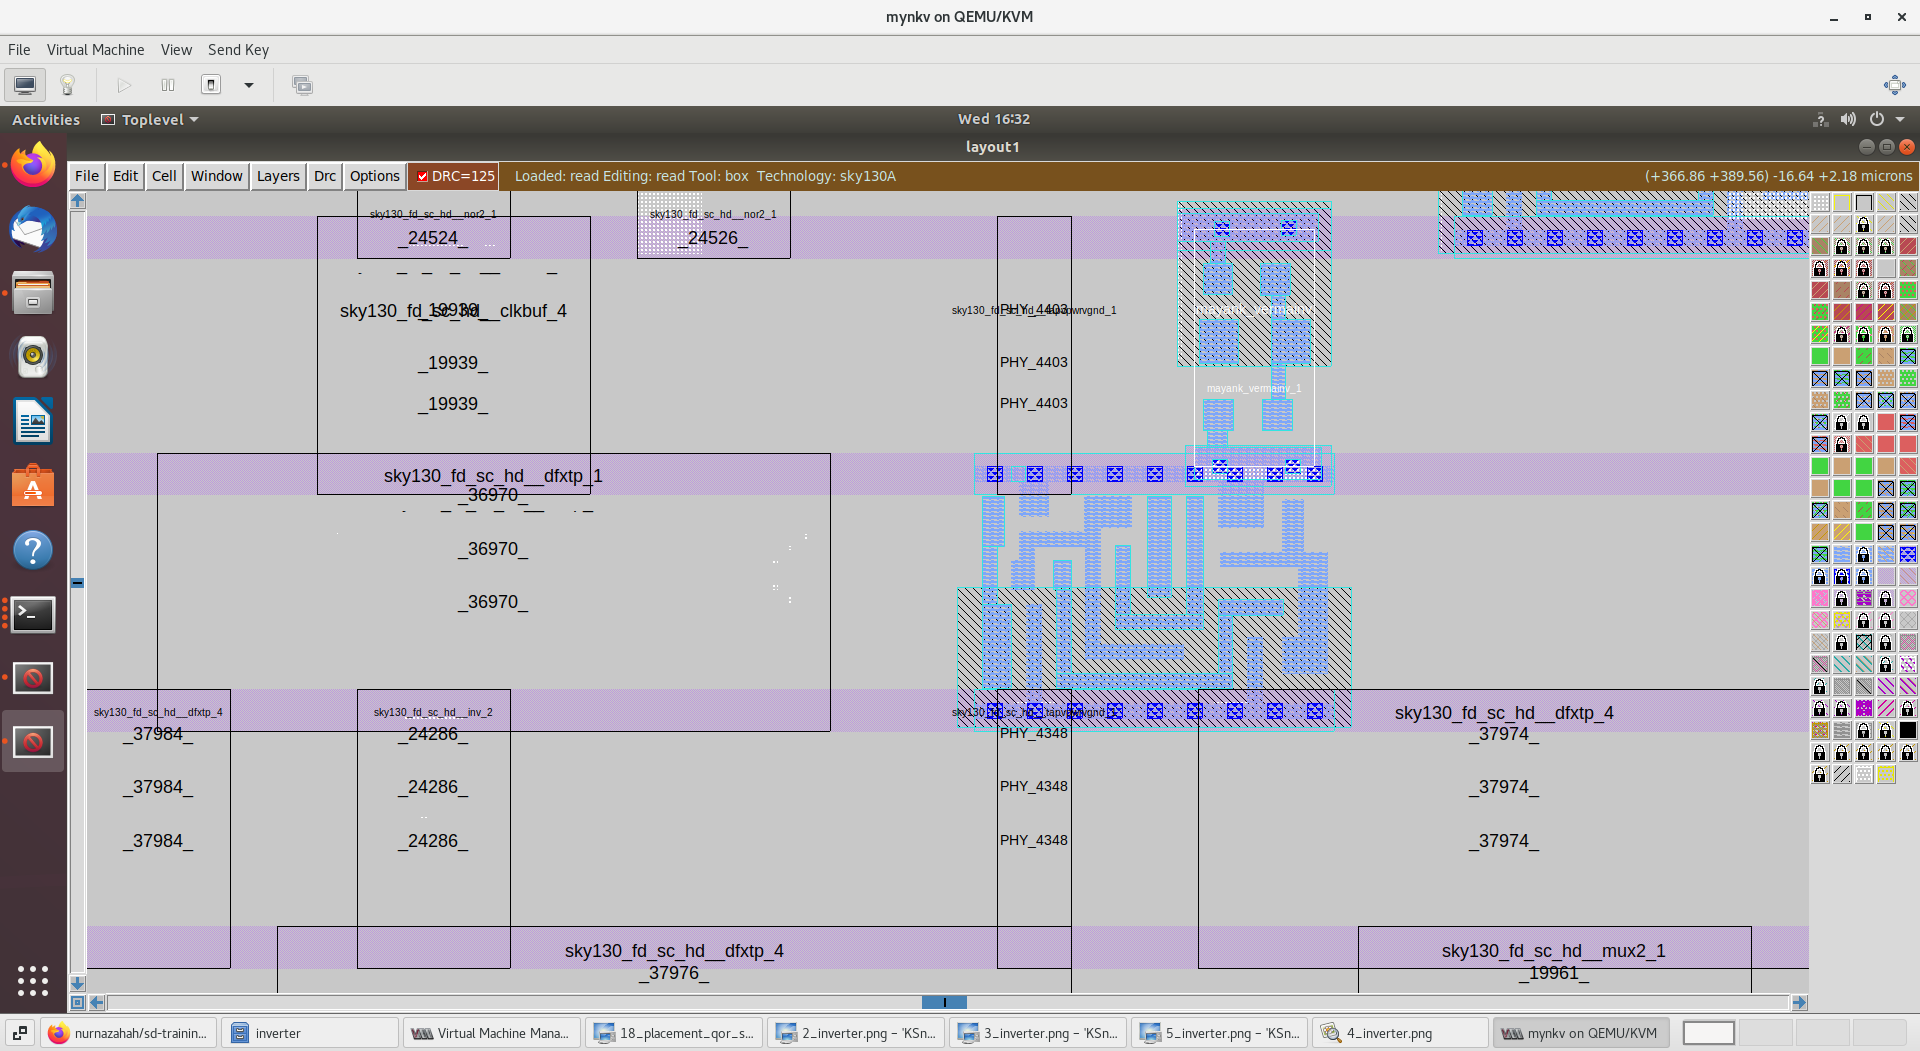 mynkv on QEMU/KVM
File Virtual Machine View Send Key
Activities Toplevel Wed 16:32
layout1
File Edit Cell Window Layers Drc Options DRC=125 Loaded: read Editing: read Tool: box Technology: sky130A (+366.86 +389.56) -16.64 +2.18 microns
sky130_fd_sc_hd__nor2_1 sky130_fd_sc_hd__nor2_1
_24524_ _24526_
sky130_fd_sc_hd__clkbuf_4
_19939_
PHY_4403
_19939_ PHY_4403
mayank_vermainv_1
_19939_ PHY_4403
sky130_fd_sc_hd__dfxtp_1
_36970_
_36970_
_36970_
sky130_fd_sc_hd__dfxtp_4 sky130_fd_sc_hd__inv_2 sky130_fd_sc_hd__dfxtp_4
_37984_ _24286_ PHY_4348 _37974_
_37984_ _24286_ PHY_4348 _37974_
_37984_ _24286_ PHY_4348 _37974_
sky130_fd_sc_hd__dfxtp_4 sky130_fd_sc_hd__mux2_1
_37976_ _19961_
nurnazahah/sd-trainin... inverter Virtual Machine Mana... 18_placement_qor_s... 2_inverter.png – 'KSn... 3_inverter.png – 'KSn... 5_inverter.png – 'KSn... 4_inverter.png mynkv on QEMU/KVM